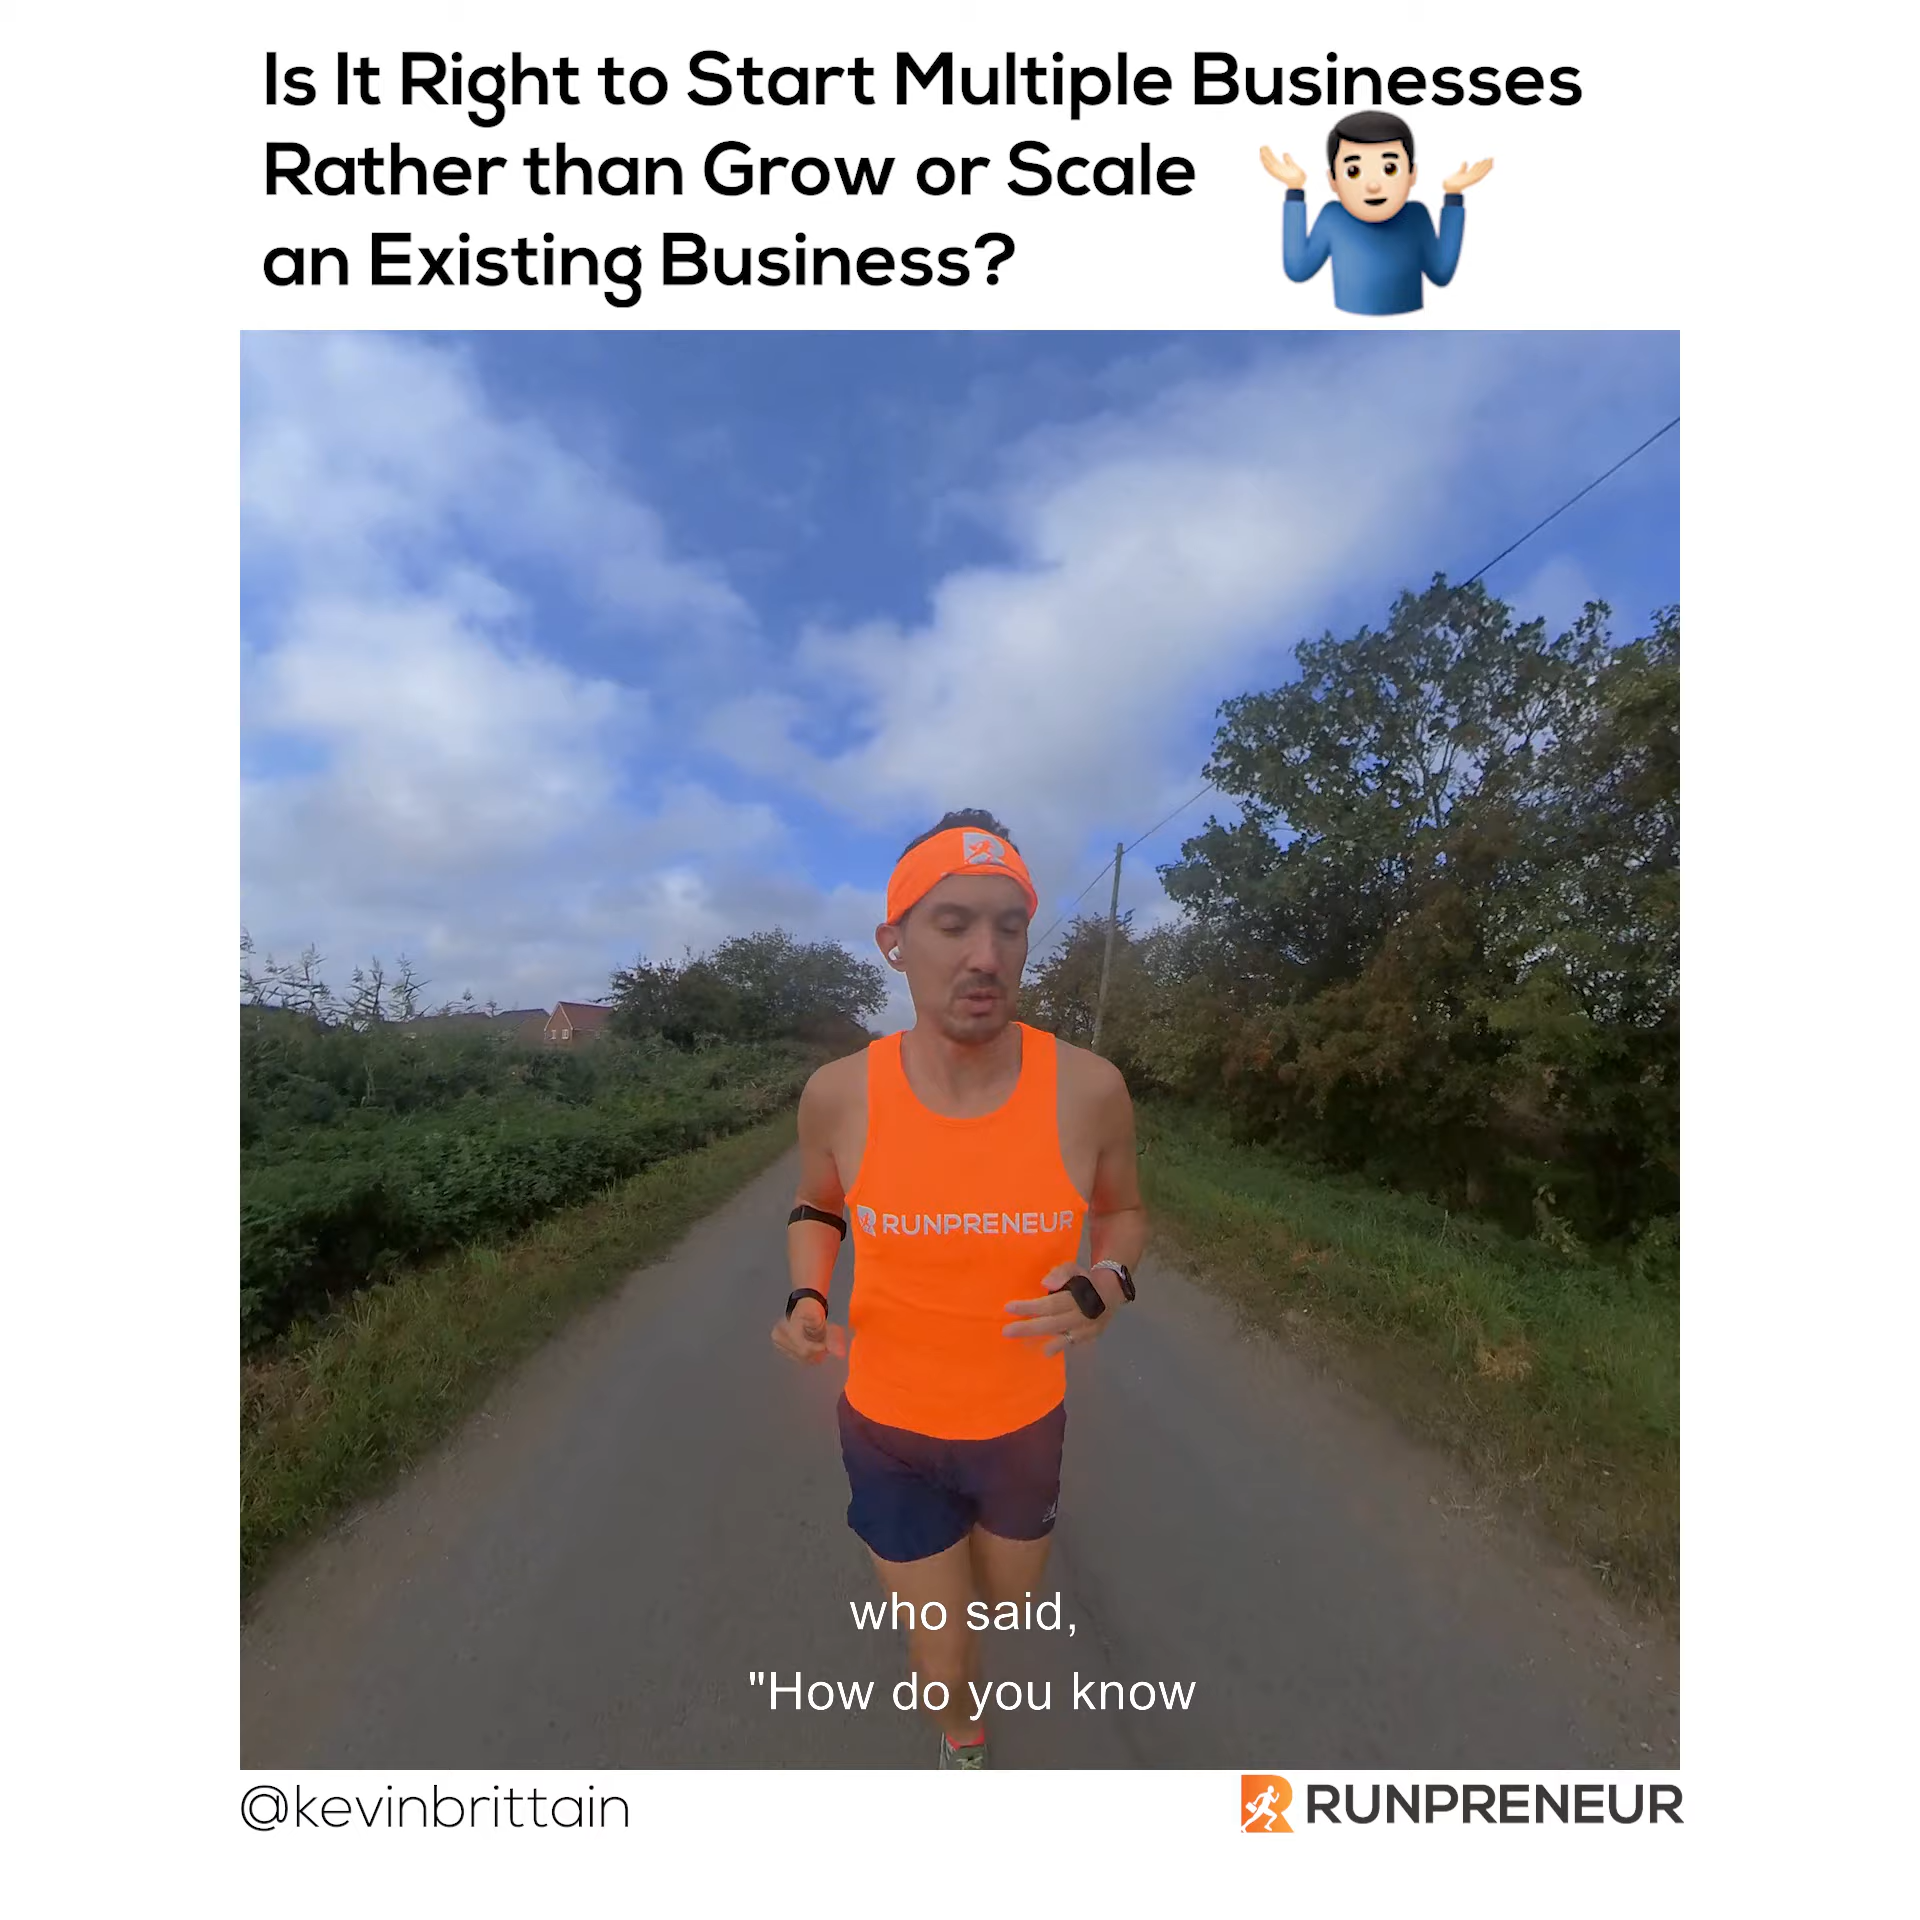 Is It Right to Start Multiple Businesses
Rather than Grow or Scale
an Existing Business?
RUNPRENEUR
who said,
"How do you know
@kevinbrittain
RUNPRENEUR